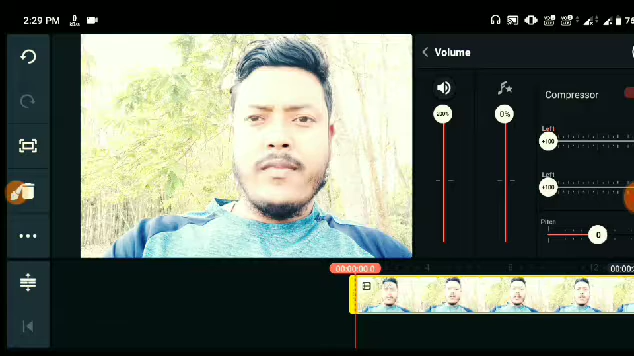 2:29 PM
76
Volume
0%
Compressor
Left
+100
Left
+100
Pitch
0
00:00:00.0
4
8
12
00:00